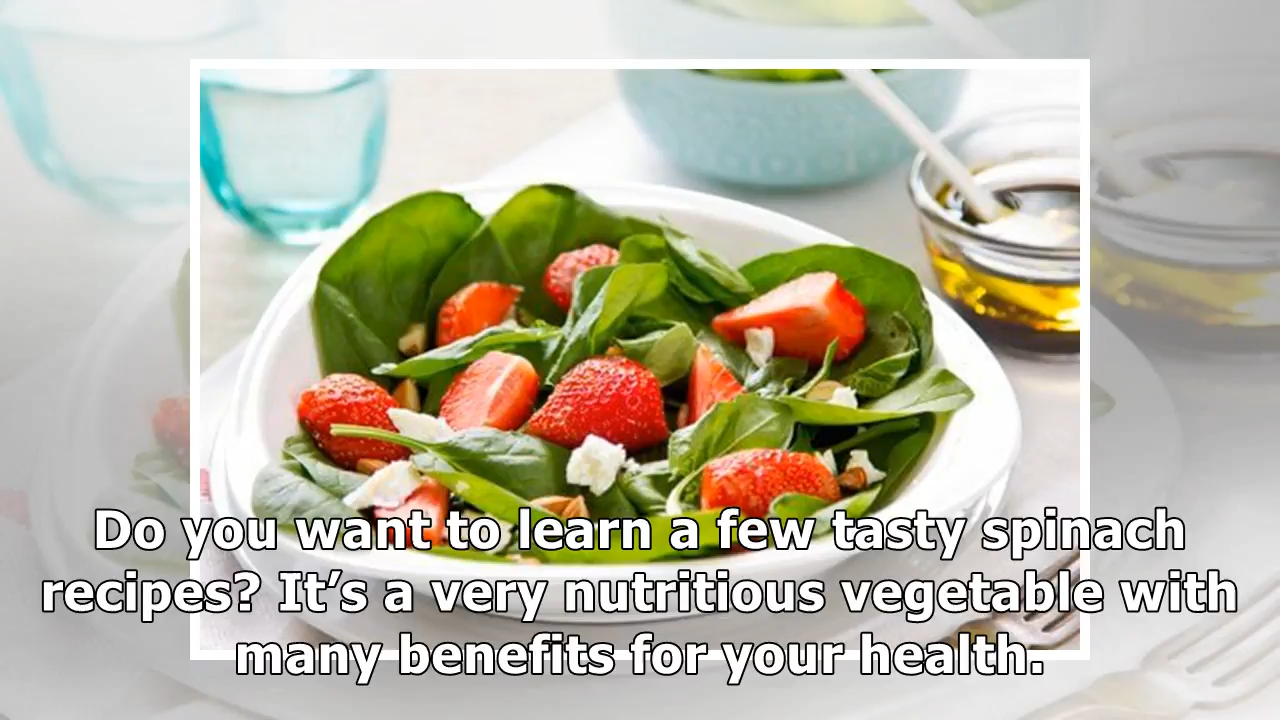 Do you want to learn a few tasty spinach
recipes? It’s a very nutritious vegetable with
many benefits for your health.